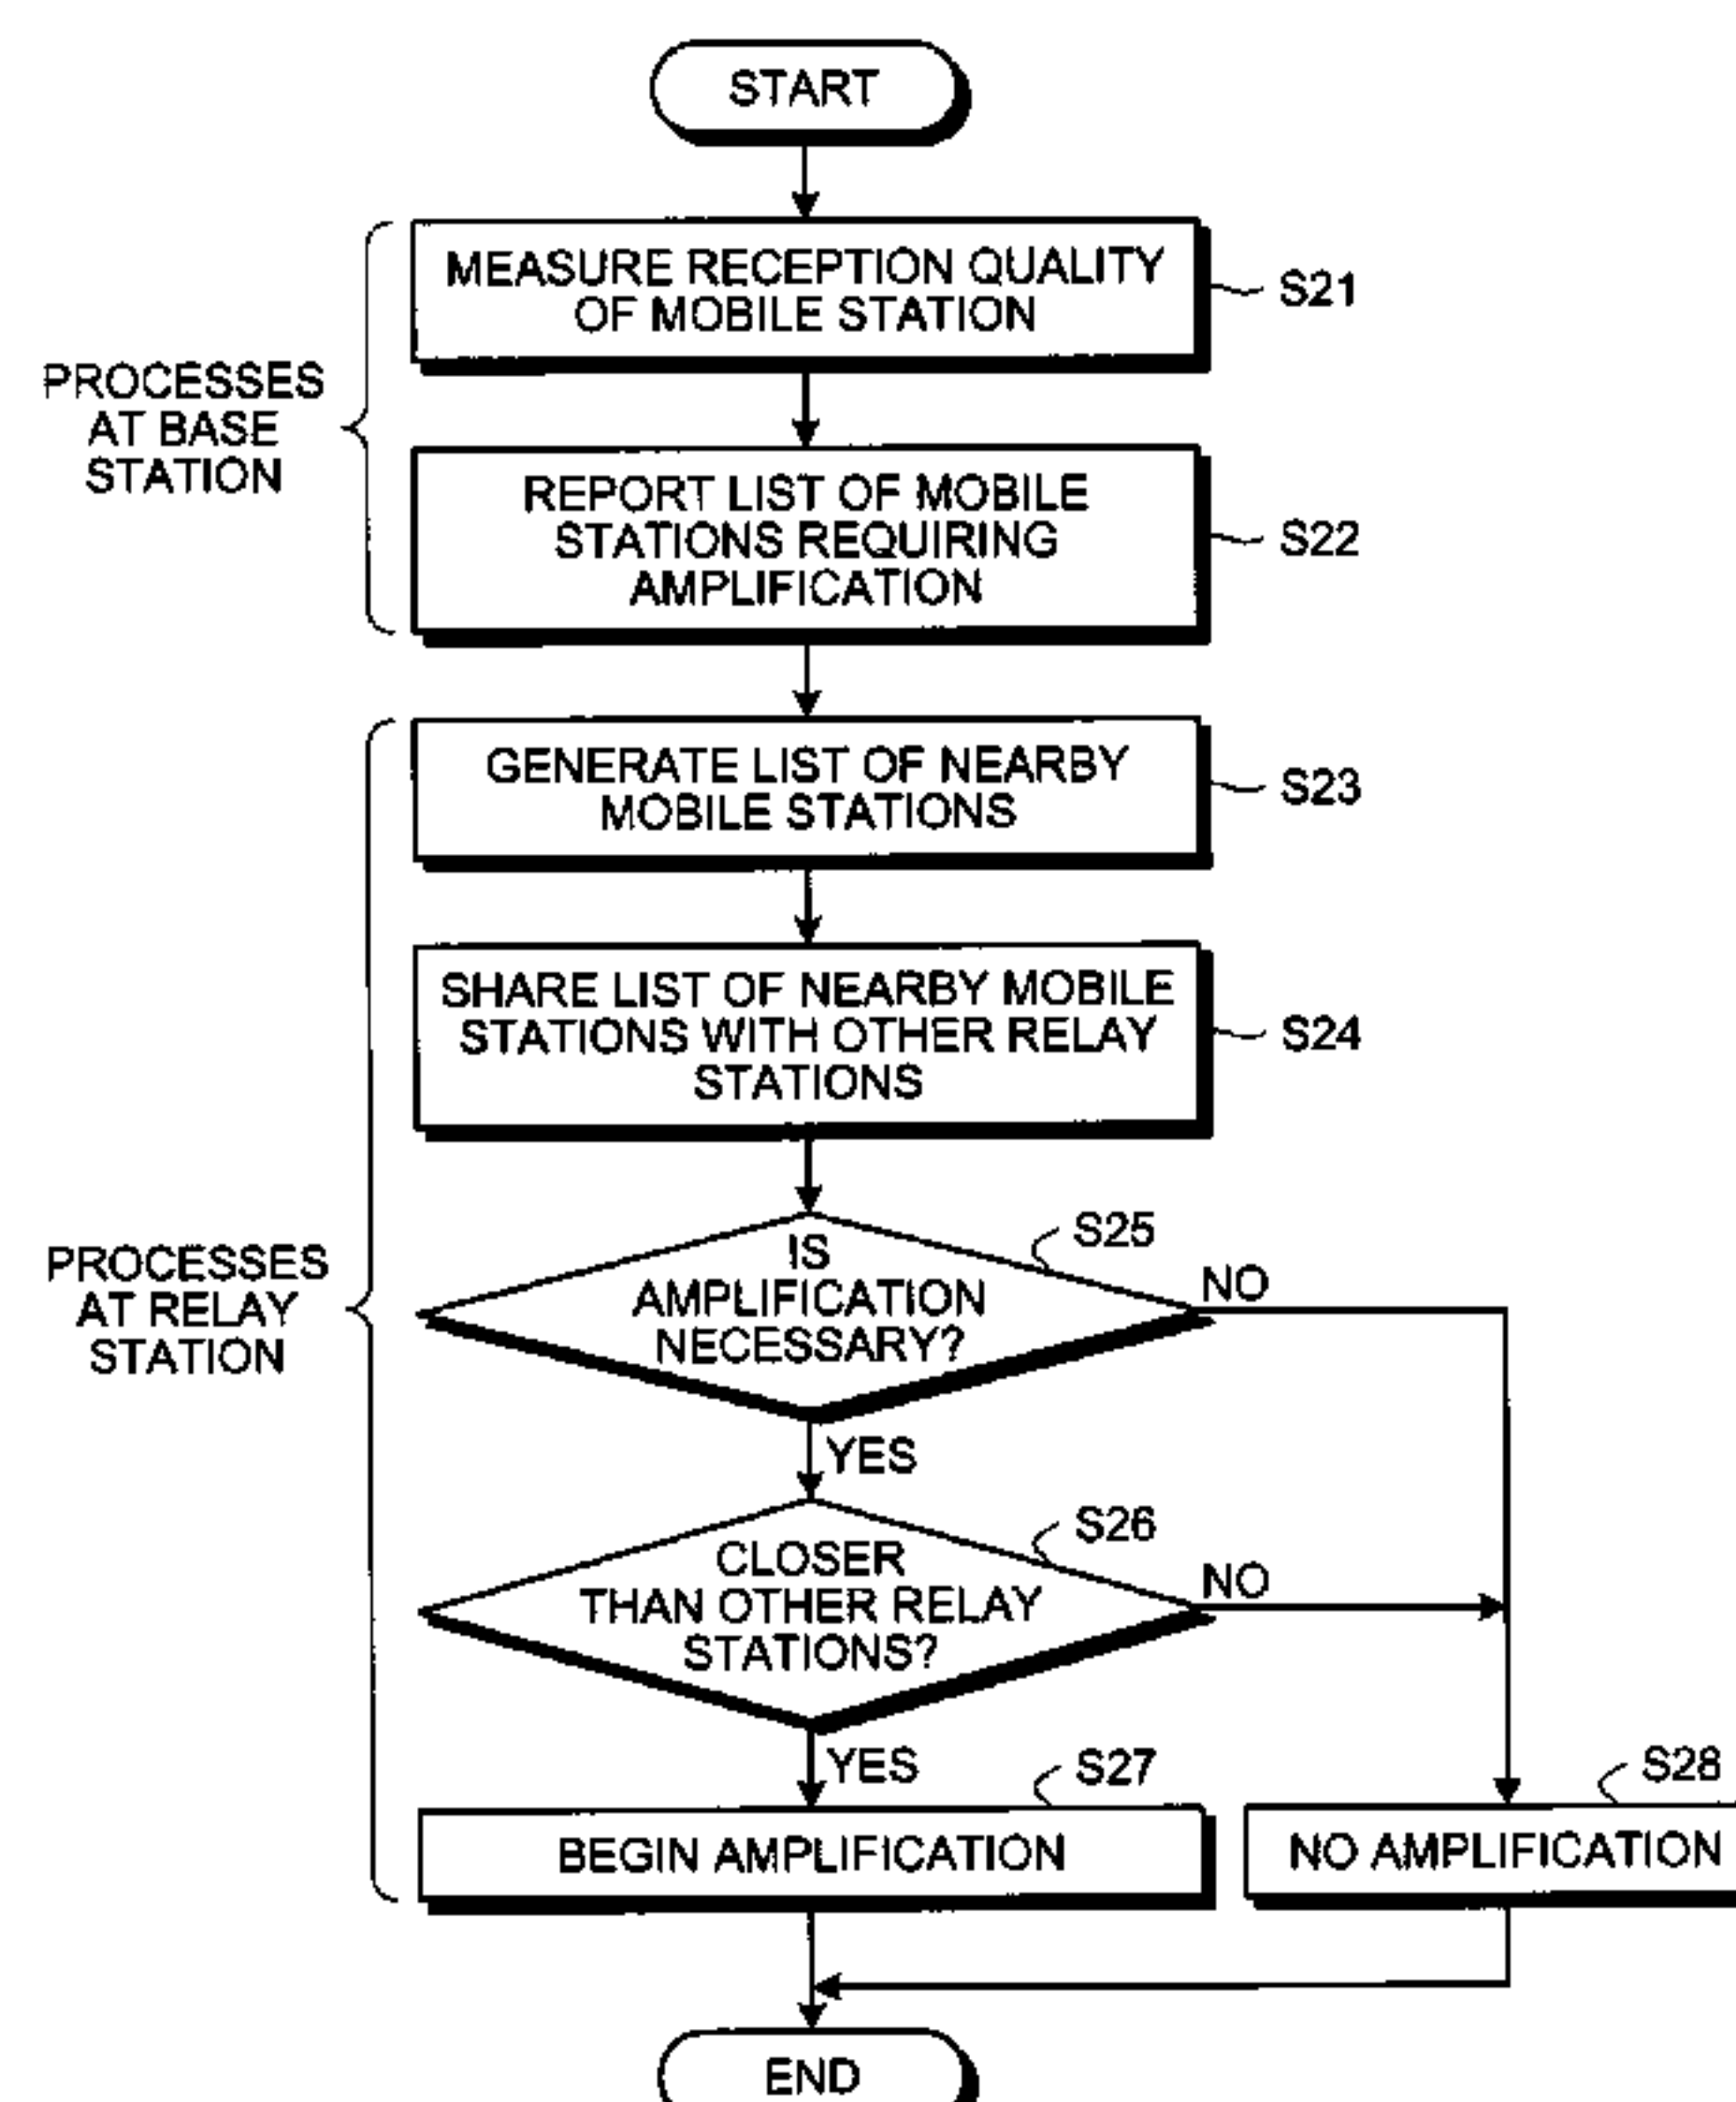 START
MEASURE RECEPTION QUALITY
OF MOBILE STATION
S21
PROCESSES
AT BASE
STATION
REPORT LIST OF MOBILE
STATIONS REQUIRING
AMPLIFICATION
S22
GENERATE LIST OF NEARBY
MOBILE STATIONS
S23
SHARE LIST OF NEARBY MOBILE
STATIONS WITH OTHER RELAY
STATIONS
S24
PROCESSES
AT RELAY
STATION
S25
IS
AMPLIFICATION
NECESSARY?
NO
YES
S26
CLOSER
THAN OTHER RELAY
STATIONS?
NO
YES
S27
BEGIN AMPLIFICATION
S28
NO AMPLIFICATION
END